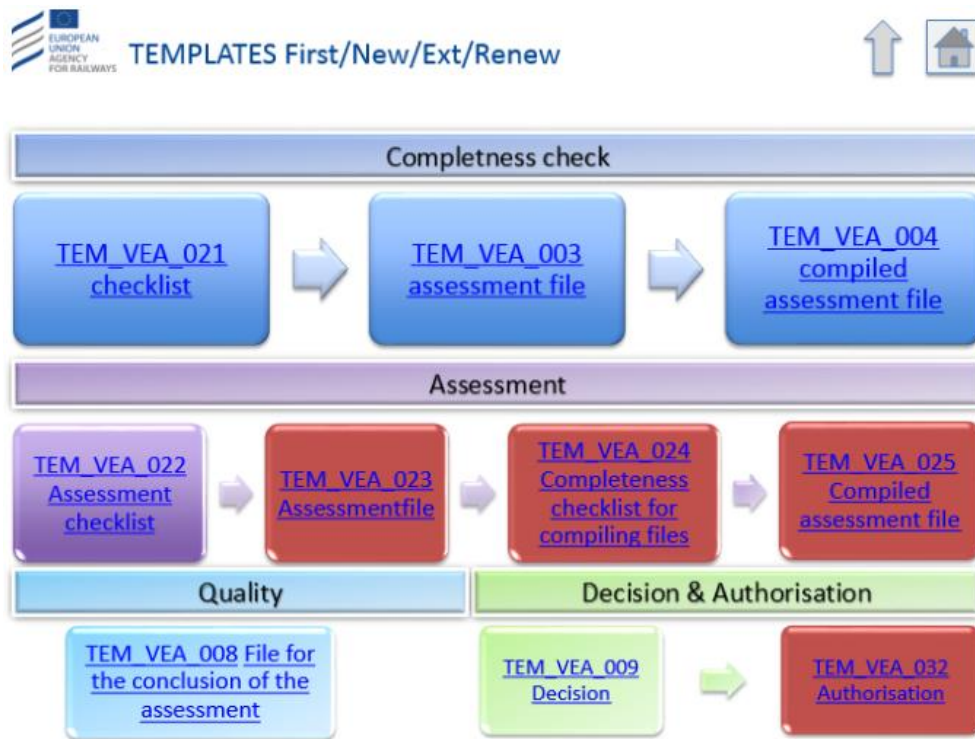 EUROPEAN
UNION
AGENCY
FOR RAILWAYS
TEMPLATES First/New/Ext/Renew
Completness check
TEM_VEA_021
checklist
TEM_VEA_003
assessment file
TEM_VEA_004
compiled
assessment file
Assessment
TEM_VEA_022
Assessment
checklist
TEM_VEA_023
Assessmentfile
TEM_VEA_024
Completeness
checklist for
compiling files
TEM_VEA_025
Compiled
assessment file
Quality
Decision & Authorisation
TEM_VEA_008 File for
the conclusion of the
assessment
TEM_VEA_009
Decision
TEM_VEA_032
Authorisation